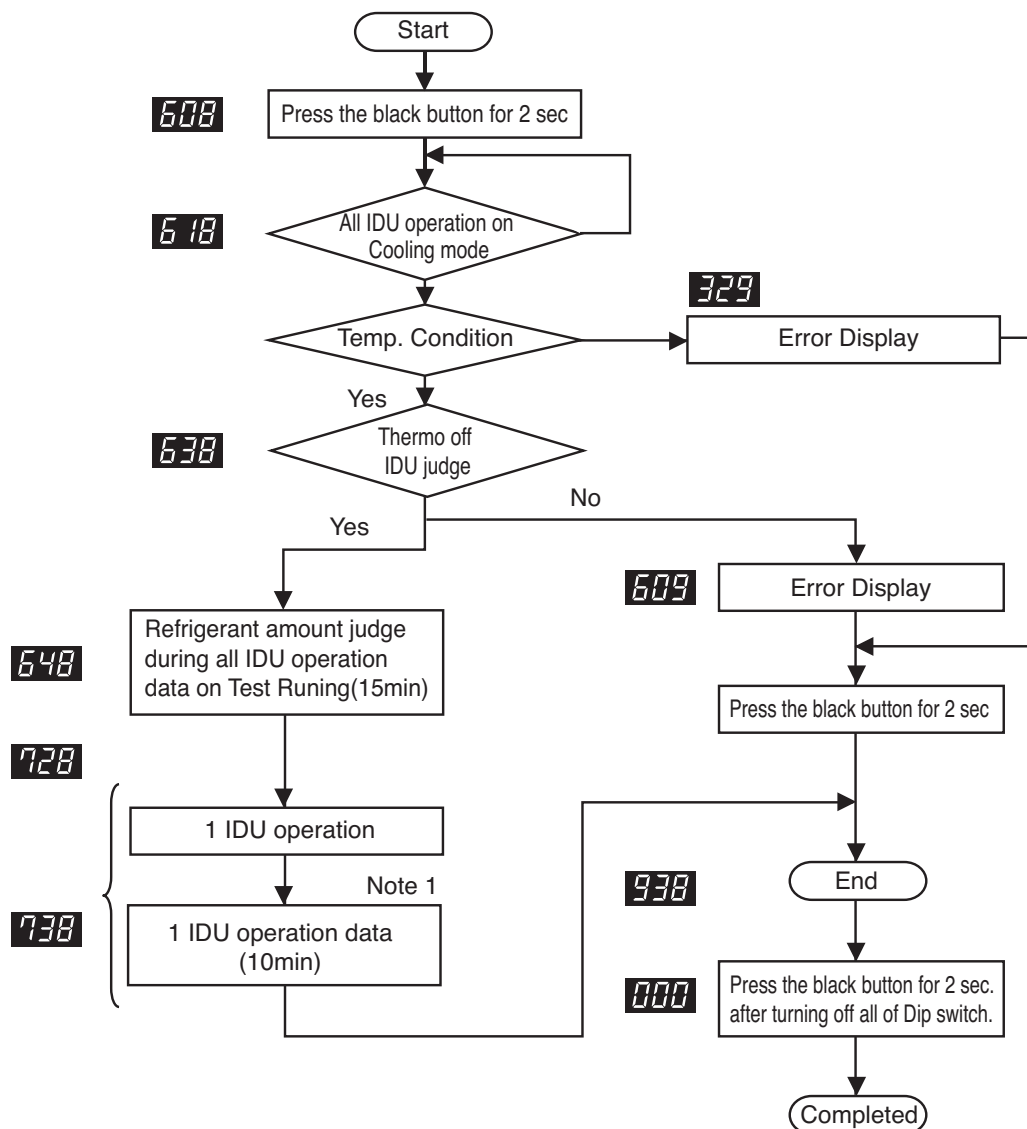 Start
608
Press the black button for 2 sec
618
All IDU operation on
Cooling mode
329
Temp. Condition
Error Display
Yes
638
Thermo off
IDU judge
No
Yes
609
Error Display
648
Refrigerant amount judge
during all IDU operation
data on Test Runing(15min)
Press the black button for 2 sec
728
1 IDU operation
Note 1
938
End
738
1 IDU operation data
(10min)
000
Press the black button for 2 sec.
after turning off all of Dip switch.
Completed